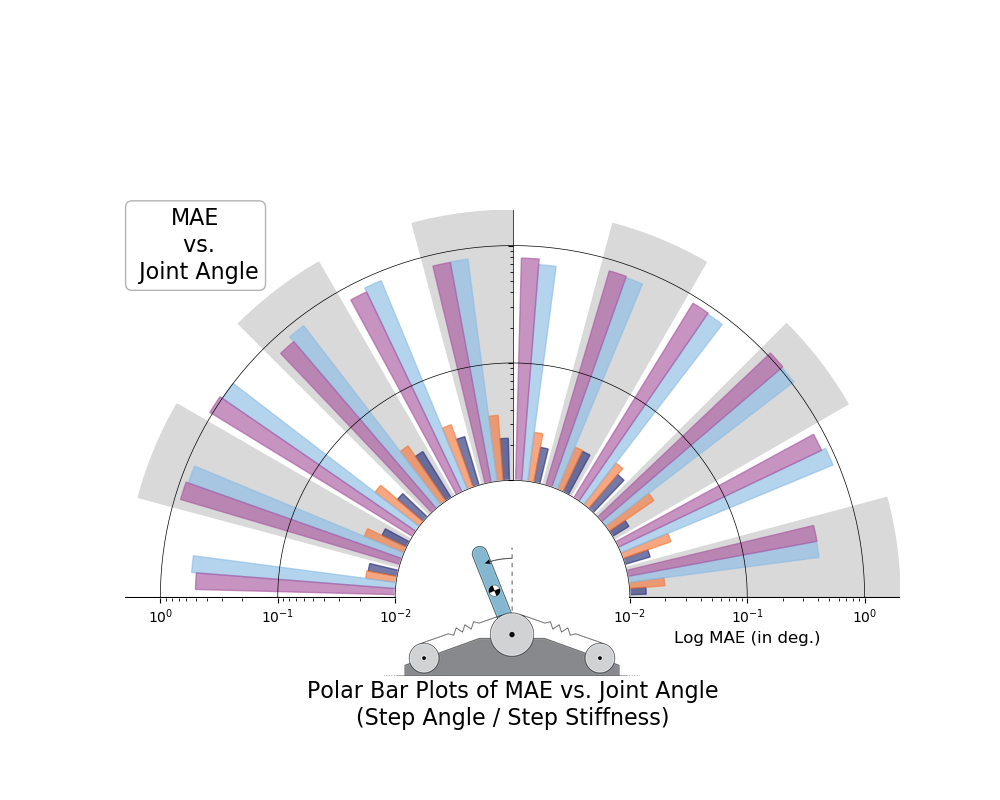 MAE
vs.
Joint Angle
10⁰ 10⁻¹ 10⁻² 10⁻² 10⁻¹ 10⁰
Log MAE (in deg.)
Polar Bar Plots of MAE vs. Joint Angle
(Step Angle / Step Stiffness)